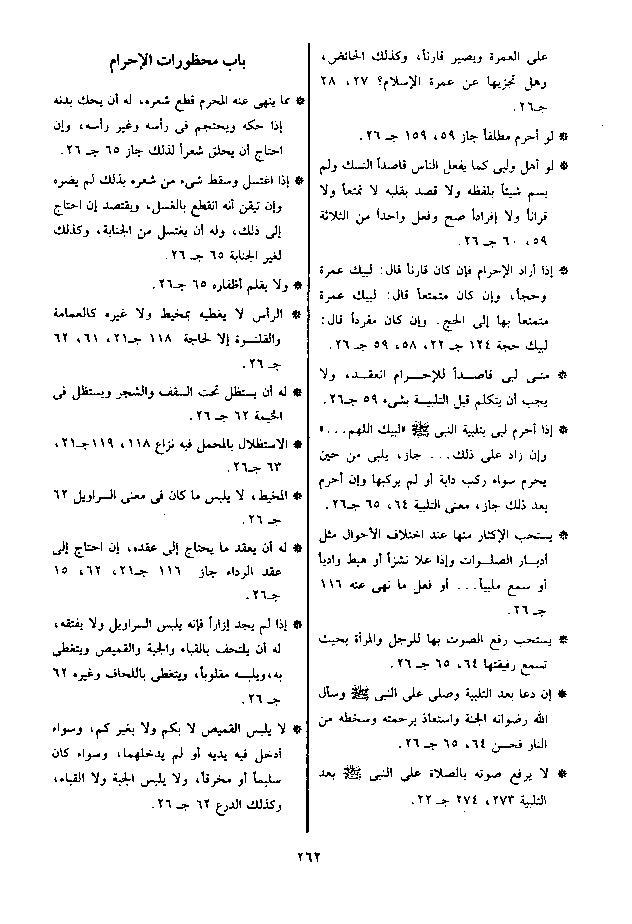 على العمرة ويصير قارناً، وكذلك الحائض،
وهل تجزيها عن عمرة الإسلام؟ ٢٧، ٢٨
جـ٢٦.
* لو أحرم مطلقاً جاز ٥٩، ١٥٩ جـ ٢٦.
* لو أهل ولبى كما يفعل الناس قاصداً النسك ولم
يسم شيئاً بلفظه ولا قصد بقلبه لا تمتعاً ولا
قراناً ولا إفراداً صح وفعل واحداً من الثلاثة
٥٩، ٦٠ جـ ٢٦.
* إذا أراد الإحرام فإن كان قارناً قال: لبيك عمرة
وحجاً، وإن كان متمتعاً قال: لبيك عمرة
متمتعاً بها إلى الحج. وإن كان مفرداً قال:
لبيك حجة ١٢٤ جـ ٢٢، ٥٨، ٥٩ جـ ٢٦.
* متى لبى قاصداً للإحرام انعقد، ولا
يجب أن يتكلم قبل التلبية بشيء ٥٩ جـ٢٦.
* إذا أحرم لبى بتلبية النبي ﷺ «لبيك اللهم...»
وإن زاد على ذلك... جاز، يلبي من حين
يحرم سواء ركب دابة أو لم يركبها وإن أحرم
بعد ذلك جاز، معنى التلبية ٦٤، ٦٥ جـ٢٦.
* يستحب الإكثار منها عند اختلاف الأحوال مثل
أدبار الصلوات وإذا علا نشزاً أو هبط وادياً
أو سمع ملبياً... أو فعل ما نهى عنه ١١٦
جـ ٢٦.
* يستحب رفع الصوت بها للرجل والمرأة بحيث
تسمع رفيقتها ٦٤، ٦٥ جـ ٢٦.
* إن دعا بعد التلبية وصلى على النبي ﷺ وسأل
الله رضوانه الجنة واستعاذ برحمته وسخطه من
النار فحسن ٦٤، ٦٥ جـ ٢٦.
* لا يرفع صوته بالصلاة على النبي ﷺ بعد
التلبية ٢٧٣، ٢٧٤ جـ ٢٢.
باب محظورات الإحرام
* مما ينهى عنه المحرم قطع شعره، له أن يحك بدنه
إذا حكه ويحتجم في رأسه وغير رأسه، وإن
احتاج أن يحلق شعراً لذلك جاز ٦٥ جـ ٢٦.
* إذا اغتسل وسقط شيء من شعره بذلك لم يضره
وإن تيقن أنه انقطع بالغسل، ويفتصد إن احتاج
إلى ذلك، وله أن يغتسل من الجنابة، وكذلك
لغير الجنابة ٦٥ جـ ٢٦.
* ولا يقلم أظفاره ٦٥ جـ٢٦.
* الرأس لا يغطيه بمخيط ولا غيره كالعمامة
والقلنسوة إلا لحاجة ١١٨ جـ٢١، ٦١، ٦٢
جـ ٢٦.
* له أن يستظل تحت السقف والشجر ويستظل في
الخيمة ٦٢ جـ ٢٦.
* الاستظلال بالمحمل فيه نزاع ١١٨، ١١٩ جـ٢١،
٦٣ جـ٢٦.
* المخيط، لا يلبس ما كان في معنى السراويل ٦٢
جـ ٢٦.
* له أن يعقد ما يحتاج إلى عقده، إن احتاج إلى
عقد الرداء جاز ١١٦ جـ٢١، ٦٢، ١٥
جـ٢٦.
* إذا لم يجد إزاراً فإنه يلبس السراويل ولا يفتقه،
له أن يلتحف بالقباء والجبة والقميص ويتغطى
به، ويلبسه مقلوباً، ويتغطى باللحاف وغيره ٦٢
جـ ٢٦.
* لا يلبس القميص لا بكم ولا بغير كم، وسواء
أدخل فيه يديه أو لم يدخلهما، وسواء كان
سليماً أو مخرقاً، ولا يلبس الجبة ولا القباء،
وكذلك الدرع ٦٢ جـ ٢٦.
٢٦٢